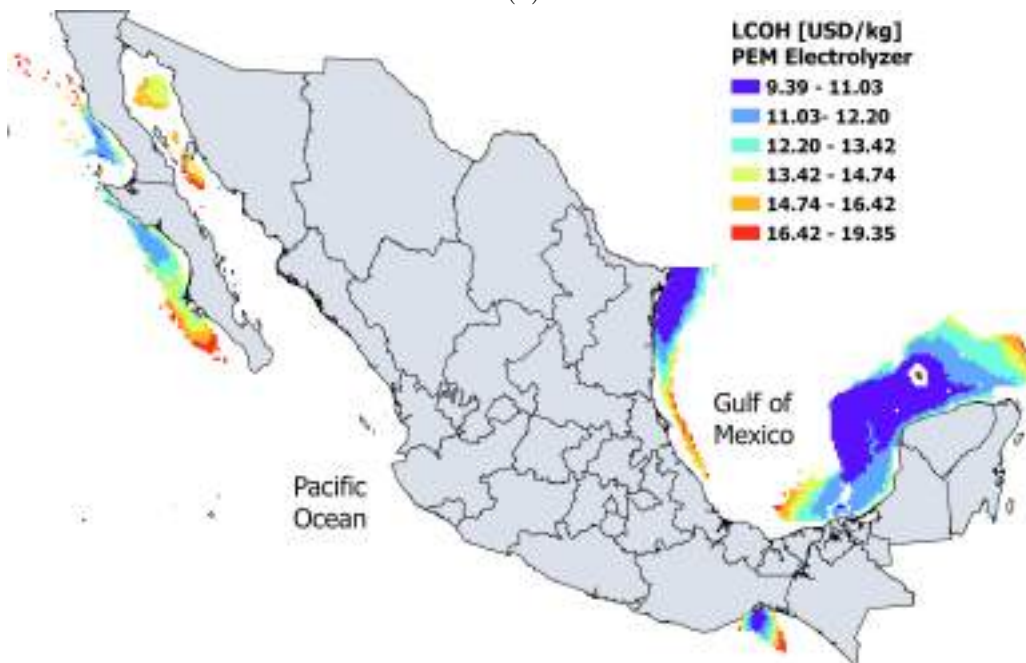 LCOH [USD/kg]
PEM Electrolyzer
9.39 - 11.03
11.03- 12.20
12.20 - 13.42
13.42 - 14.74
14.74 - 16.42
16.42 - 19.35
Gulf of
Mexico
Pacific
Ocean